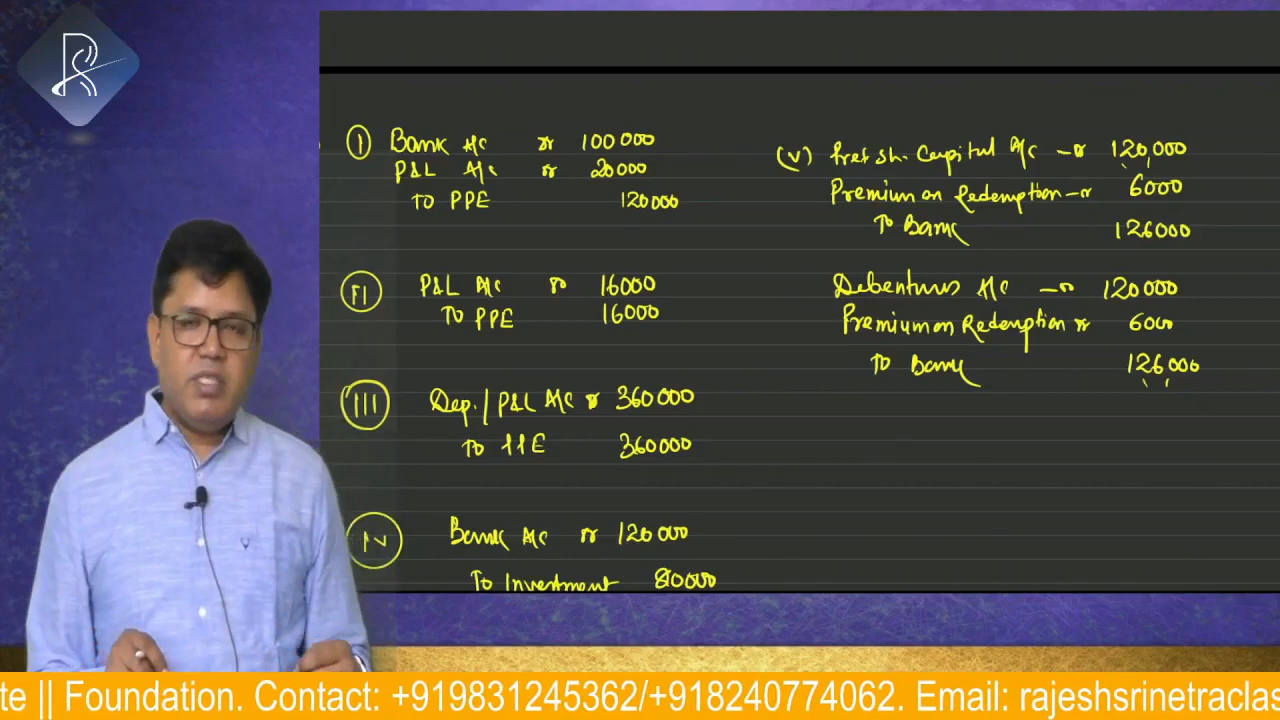 RS
I Bank A/c Dr 100000
P&L A/c Dr 20000
To PPE 120000
II P&L A/c Dr 16000
To PPE 16000
III Dep./P&L A/c Dr 360000
To PPE 360000
IV Bank A/c Dr 120000
To Investment 80000
(V) Pref sh. Capital A/c - Dr 120,000
Premium on Redemption - Dr 6000
To Bank 126000
Debentures A/c - Dr 120000
Premium on Redemption Dr 6000
To Bank 126000
te || Foundation. Contact: +919831245362/+918240774062. Email: rajeshsrinetraclas